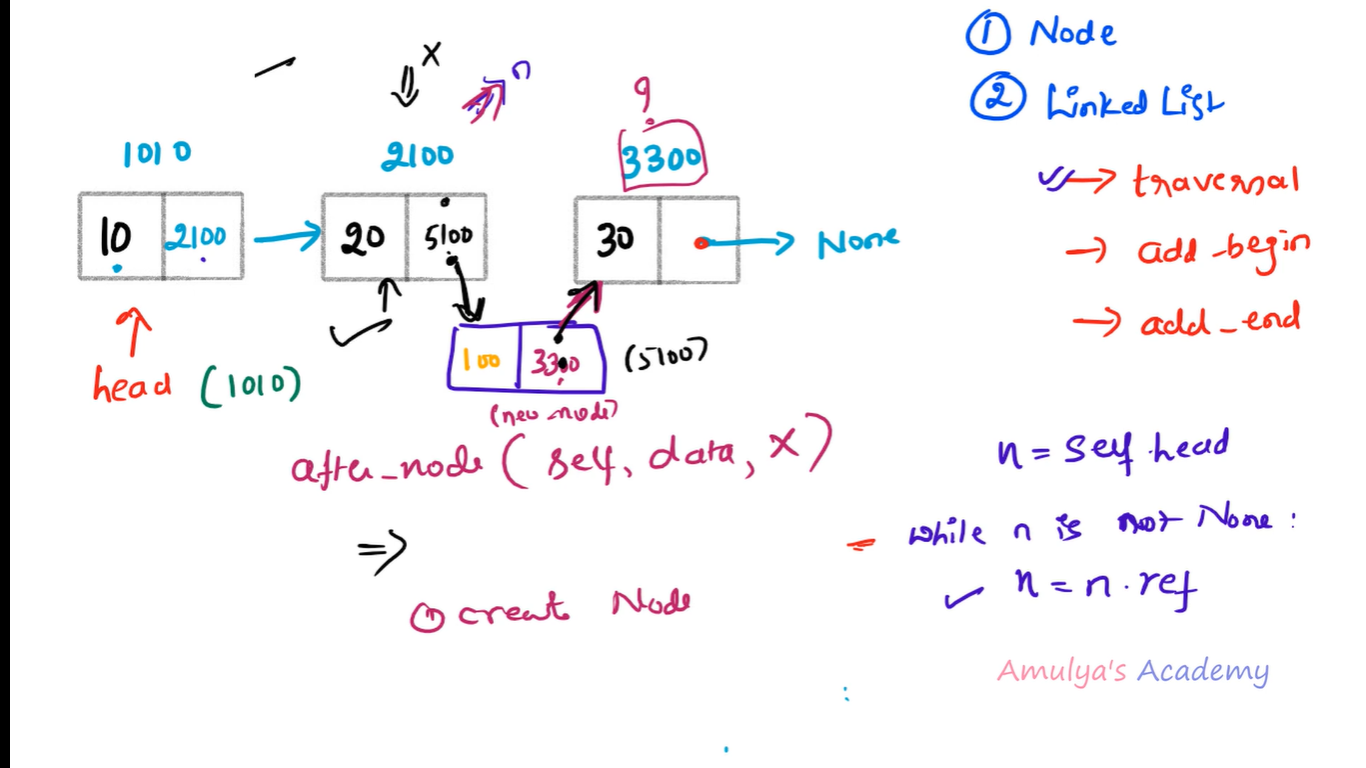 ① Node
② Linked List
→ traversal
→ add_begin
→ add_end
x
n
9
1010
2100
3300
10 2100
20 5100
30
None
100 3300
(5100)
(new_node)
head (1010)
after_node (self, data, x)
⇒
① create Node
n = self.head
while n is not None:
n = n.ref
Amulya's Academy